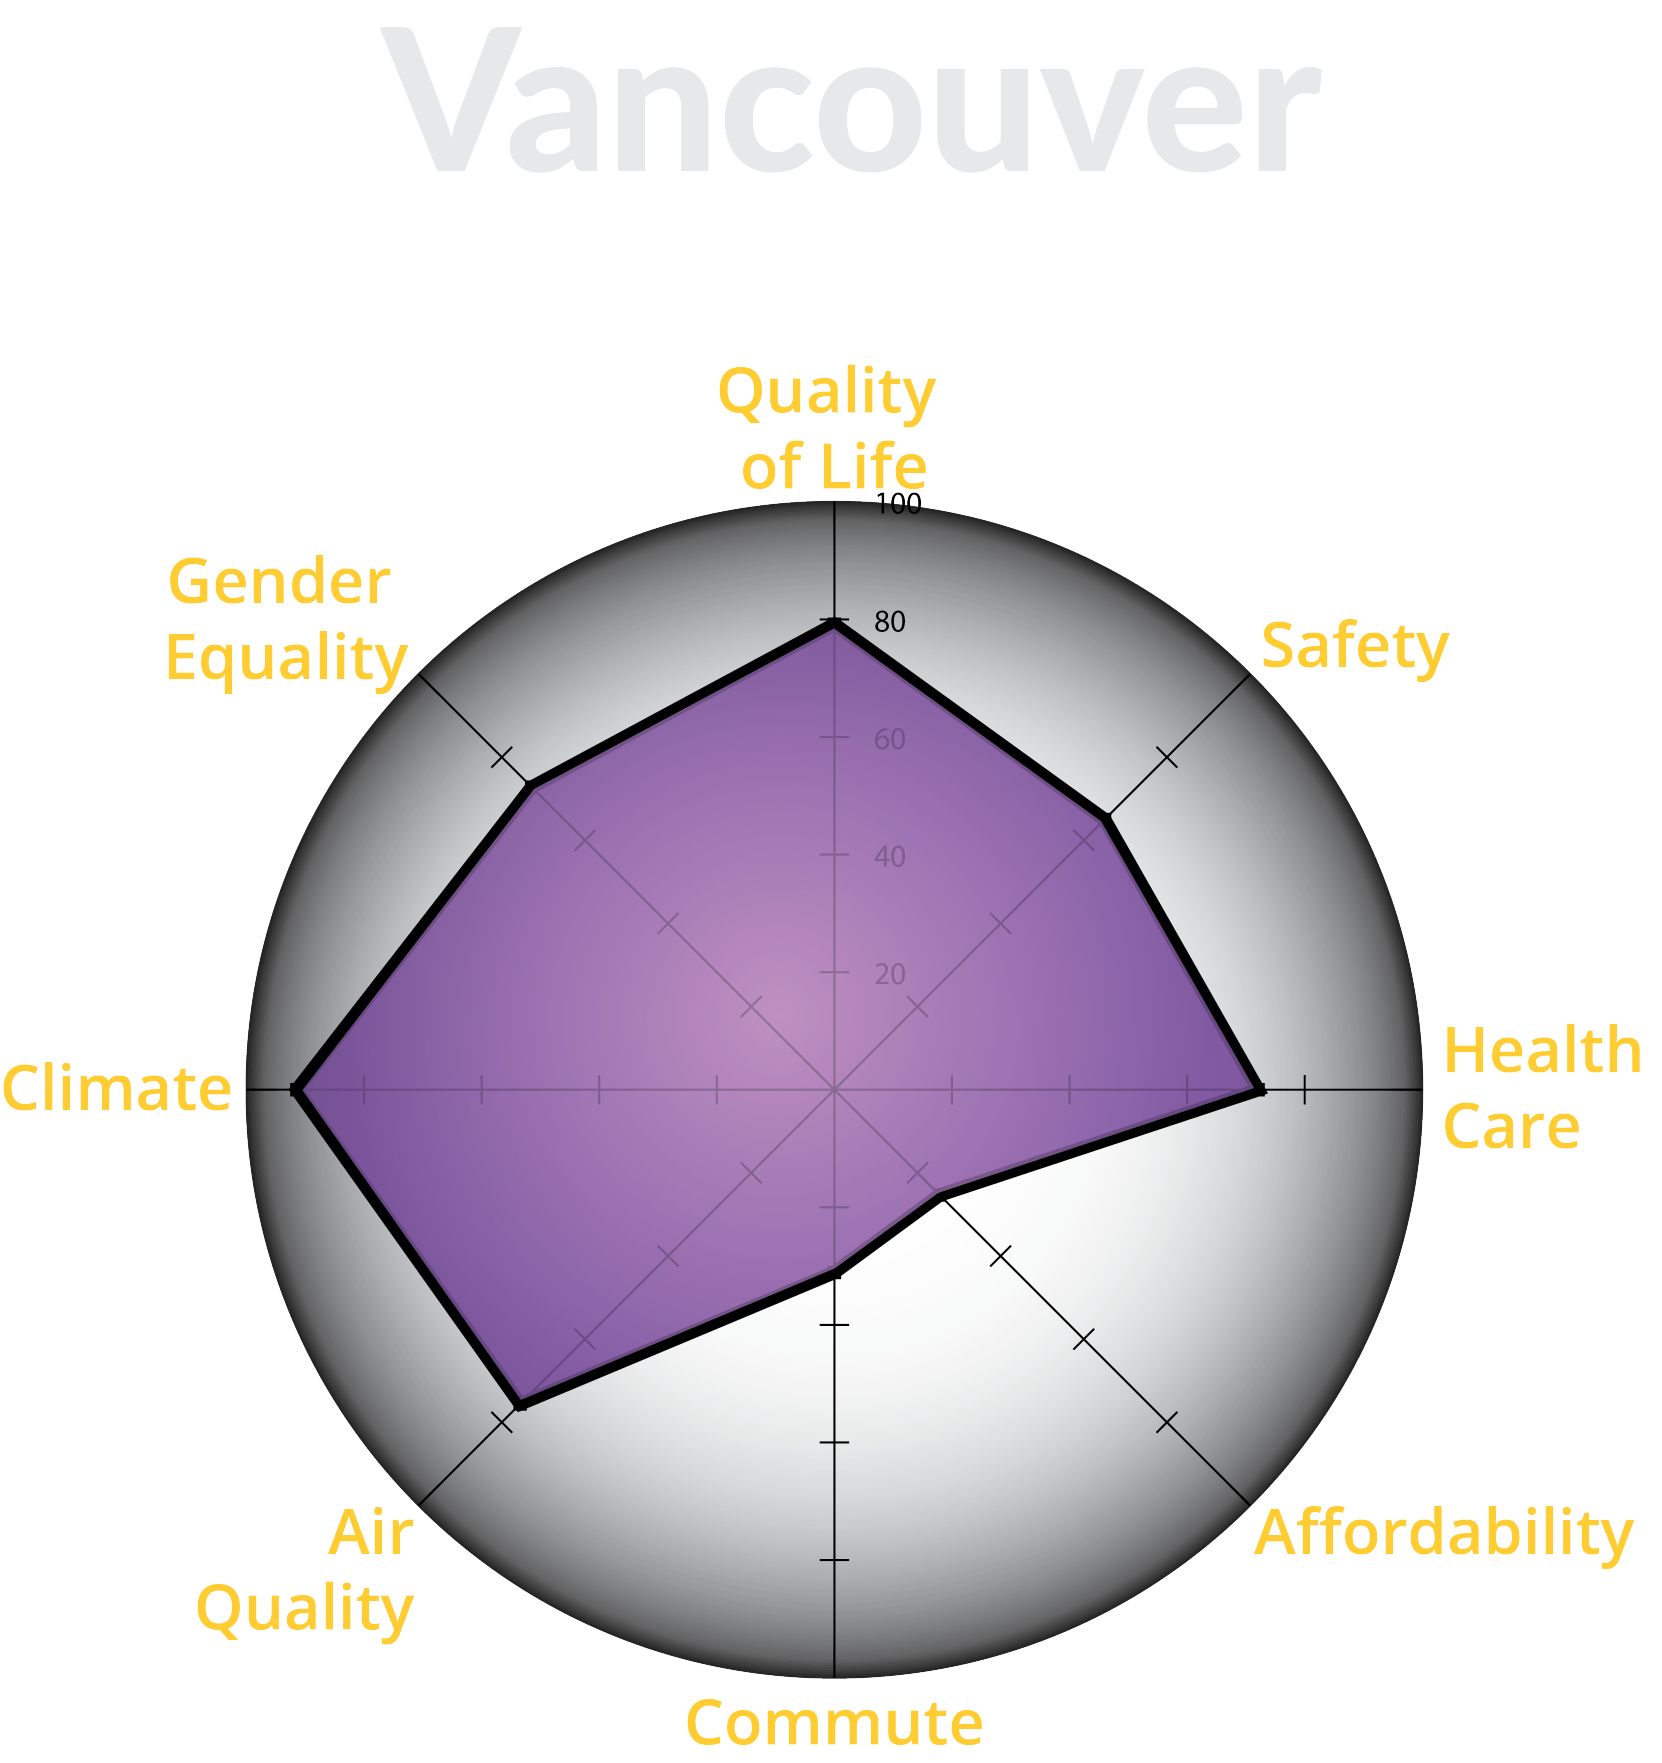 Vancouver
Quality
of Life
100
Gender
Equality
80
Safety
60
40
20
Climate
Health
Care
Air
Quality
Affordability
Commute